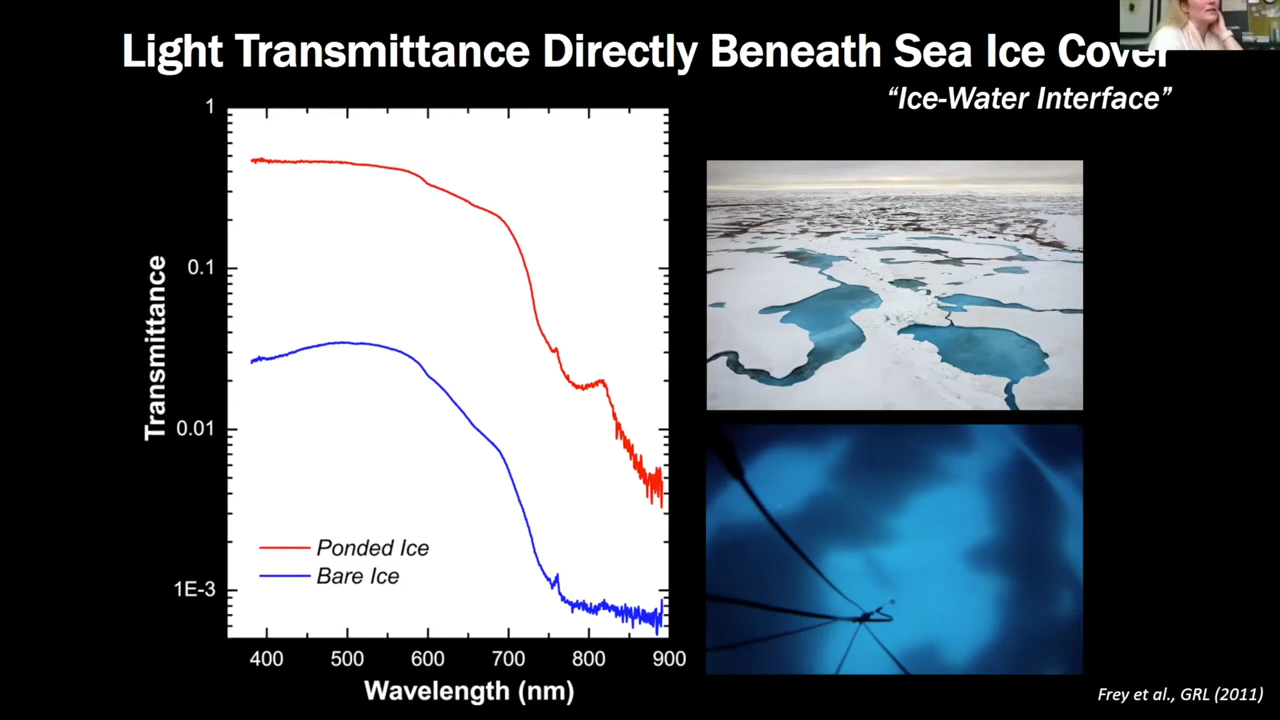 Light Transmittance Directly Beneath Sea Ice Cover
“Ice-Water Interface”
1
0.1
0.01
1E-3
Transmittance
Ponded Ice
Bare Ice
400 500 600 700 800 900
Wavelength (nm)
Frey et al., GRL (2011)